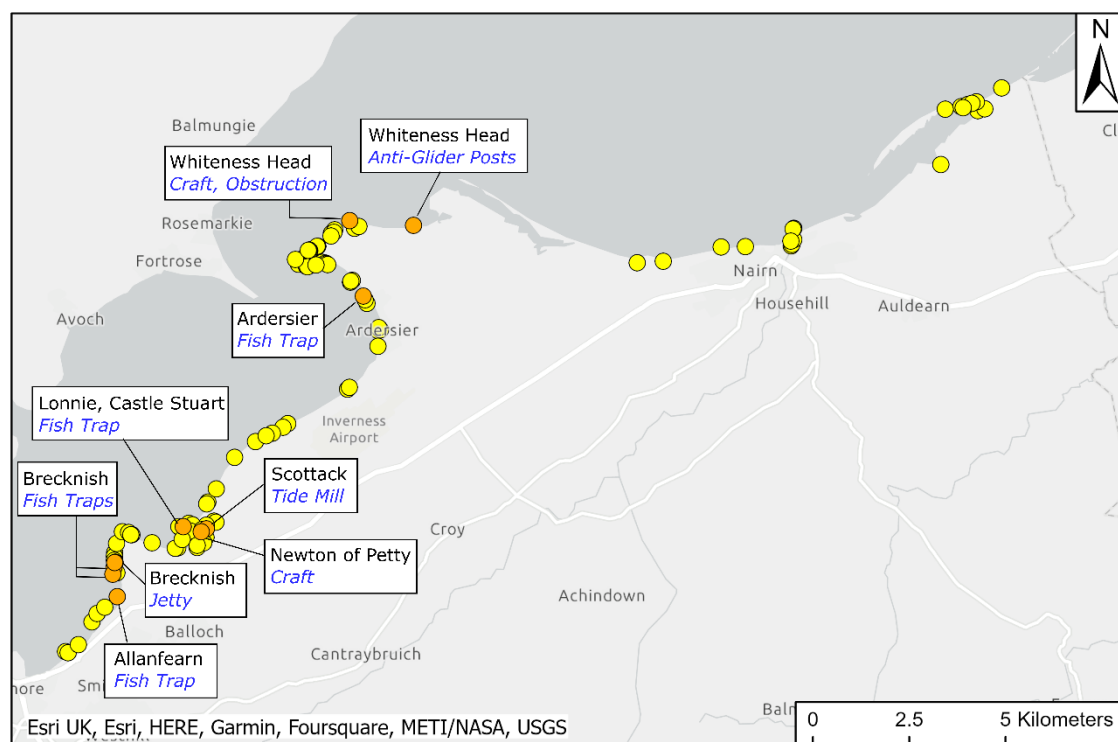 N
Balmungie
Whiteness Head
Anti-Glider Posts
Whiteness Head
Craft, Obstruction
Rosemarkie
Fortrose
Nairn
Househill
Auldearn
Avoch
Ardersier
Fish Trap
Ardersier
Lonnie, Castle Stuart
Fish Trap
Inverness
Airport
Brecknish
Fish Traps
Scottack
Tide Mill
Croy
Newton of Petty
Craft
Brecknish
Jetty
Achindown
Balloch
Cantraybruich
Allanfearn
Fish Trap
Esri UK, Esri, HERE, Garmin, Foursquare, METI/NASA, USGS
0 2.5 5 Kilometers